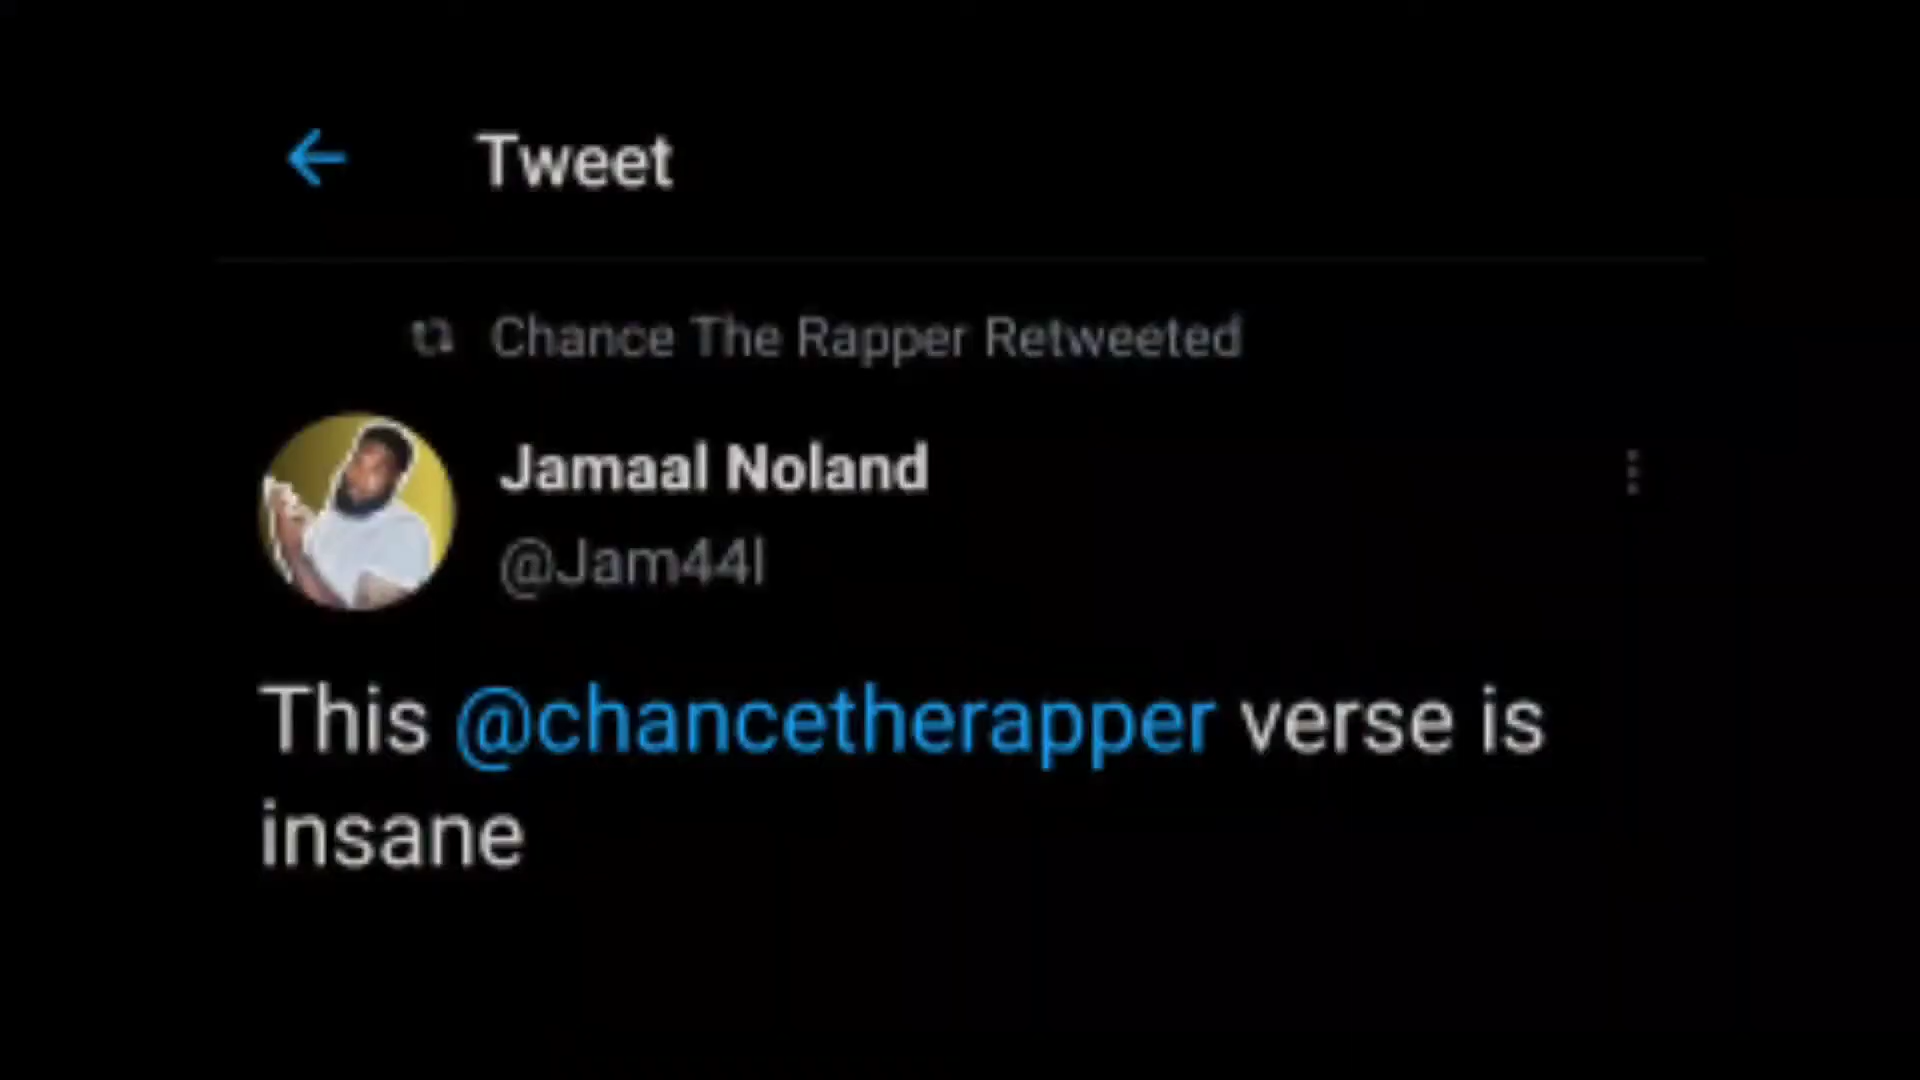 Tweet
Chance The Rapper Retweeted
Jamaal Noland
@Jam44l
This @chancetherapper verse is
insane